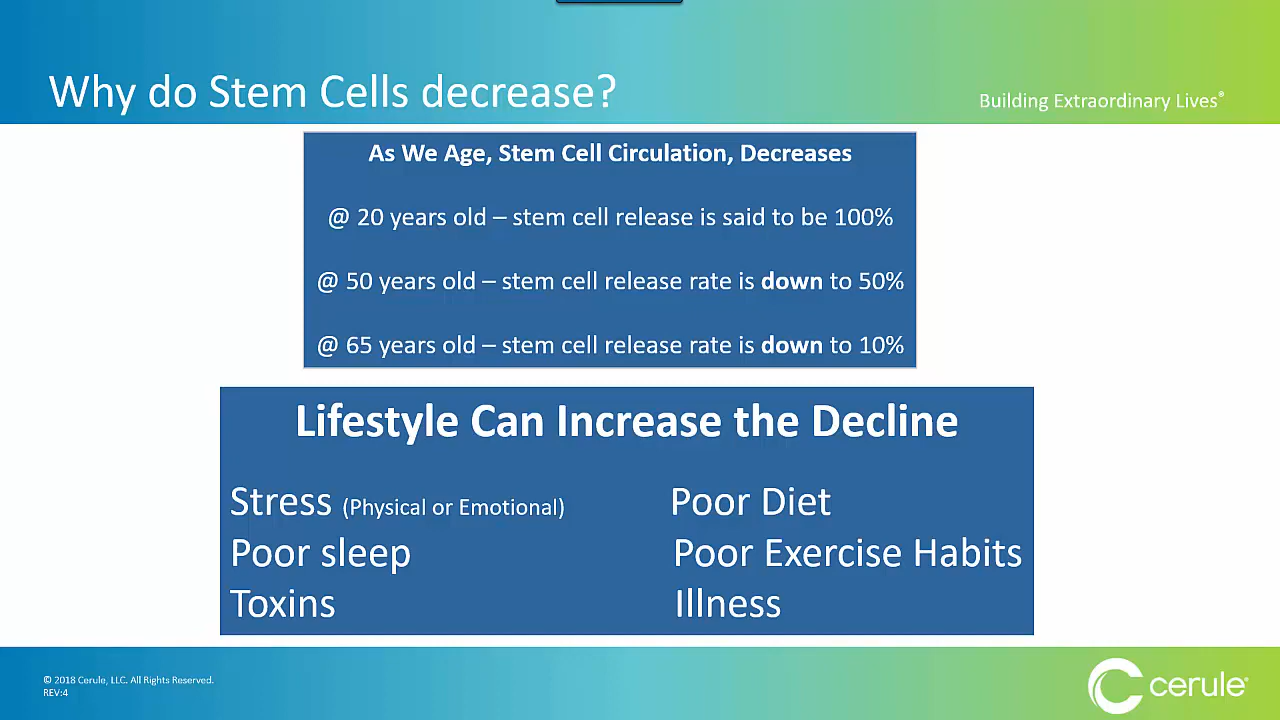 Why do Stem Cells decrease?
Building Extraordinary Lives®
As We Age, Stem Cell Circulation, Decreases
@ 20 years old – stem cell release is said to be 100%
@ 50 years old – stem cell release rate is down to 50%
@ 65 years old – stem cell release rate is down to 10%
Lifestyle Can Increase the Decline
Stress (Physical or Emotional) Poor Diet
Poor sleep Poor Exercise Habits
Toxins Illness
© 2018 Cerule, LLC. All Rights Reserved.
REV:4
cerule®